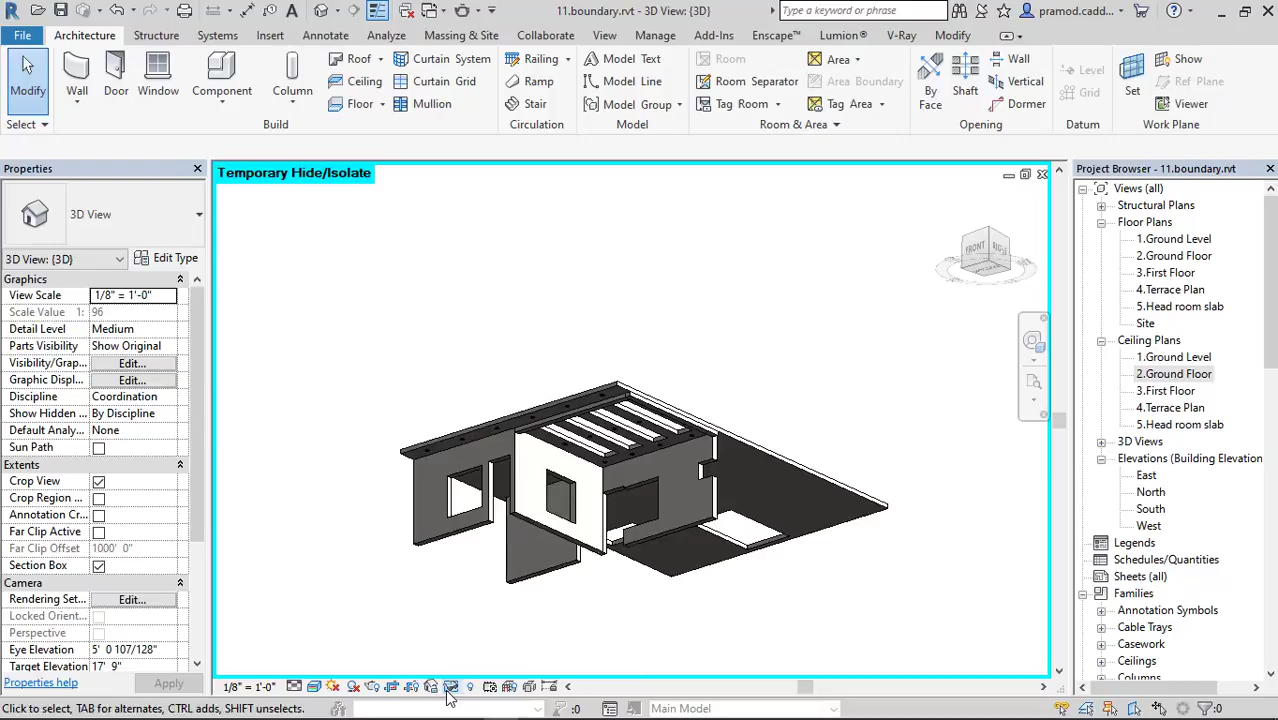 11.boundary.rvt - 3D View: {3D}
Type a keyword or phrase
pramod.cadd...
File Architecture Structure Systems Insert Annotate Analyze Massing & Site Collaborate View Manage Add-Ins Enscape™ Lumion® V-Ray Modify
Modify
Wall
Door
Window
Component
Column
Roof
Ceiling
Floor
Curtain System
Curtain Grid
Mullion
Railing
Ramp
Stair
Model Text
Model Line
Model Group
Room
Room Separator
Tag Room
Area
Area Boundary
Tag Area
By Face
Shaft
Wall
Vertical
Dormer
Level
Grid
Set
Show
Ref Plane
Viewer
Select
Build
Circulation
Model
Room & Area
Opening
Datum
Work Plane
Properties
3D View
3D View: {3D}
Edit Type
Graphics
View Scale 1/8" = 1'-0"
Scale Value 1: 96
Detail Level Medium
Parts Visibility Show Original
Visibility/Grap... Edit...
Graphic Displ... Edit...
Discipline Coordination
Show Hidden ... By Discipline
Default Analy... None
Sun Path
Extents
Crop View
Crop Region ...
Annotation Cr...
Far Clip Active
Far Clip Offset 1000' 0"
Section Box
Camera
Rendering Set... Edit...
Locked Orient...
Perspective
Eye Elevation 5' 0 107/128"
Target Elevation 17' 9"
Properties help
Apply
Temporary Hide/Isolate
FRONT
1/8" = 1'-0"
Project Browser - 11.boundary.rvt
Views (all)
Structural Plans
Floor Plans
1.Ground Level
2.Ground Floor
3.First Floor
4.Terrace Plan
5.Head room slab
Site
Ceiling Plans
1.Ground Level
2.Ground Floor
3.First Floor
4.Terrace Plan
5.Head room slab
3D Views
Elevations (Building Elevation
East
North
South
West
Legends
Schedules/Quantities
Sheets (all)
Families
Annotation Symbols
Cable Trays
Casework
Ceilings
Click to select, TAB for alternates, CTRL adds, SHIFT unselects.
:0
Main Model
:0